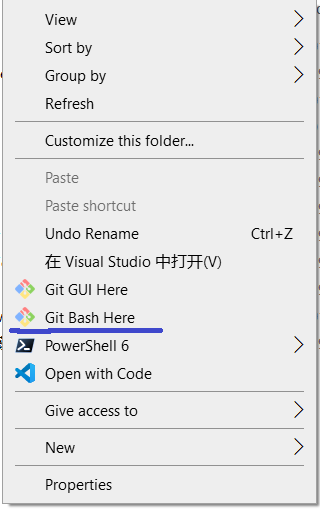 View
Sort by
Group by
Refresh
Customize this folder...
Paste
Paste shortcut
Undo Rename Ctrl+Z
在 Visual Studio 中打开(V)
Git GUI Here
Git Bash Here
PowerShell 6
Open with Code
Give access to
New
Properties